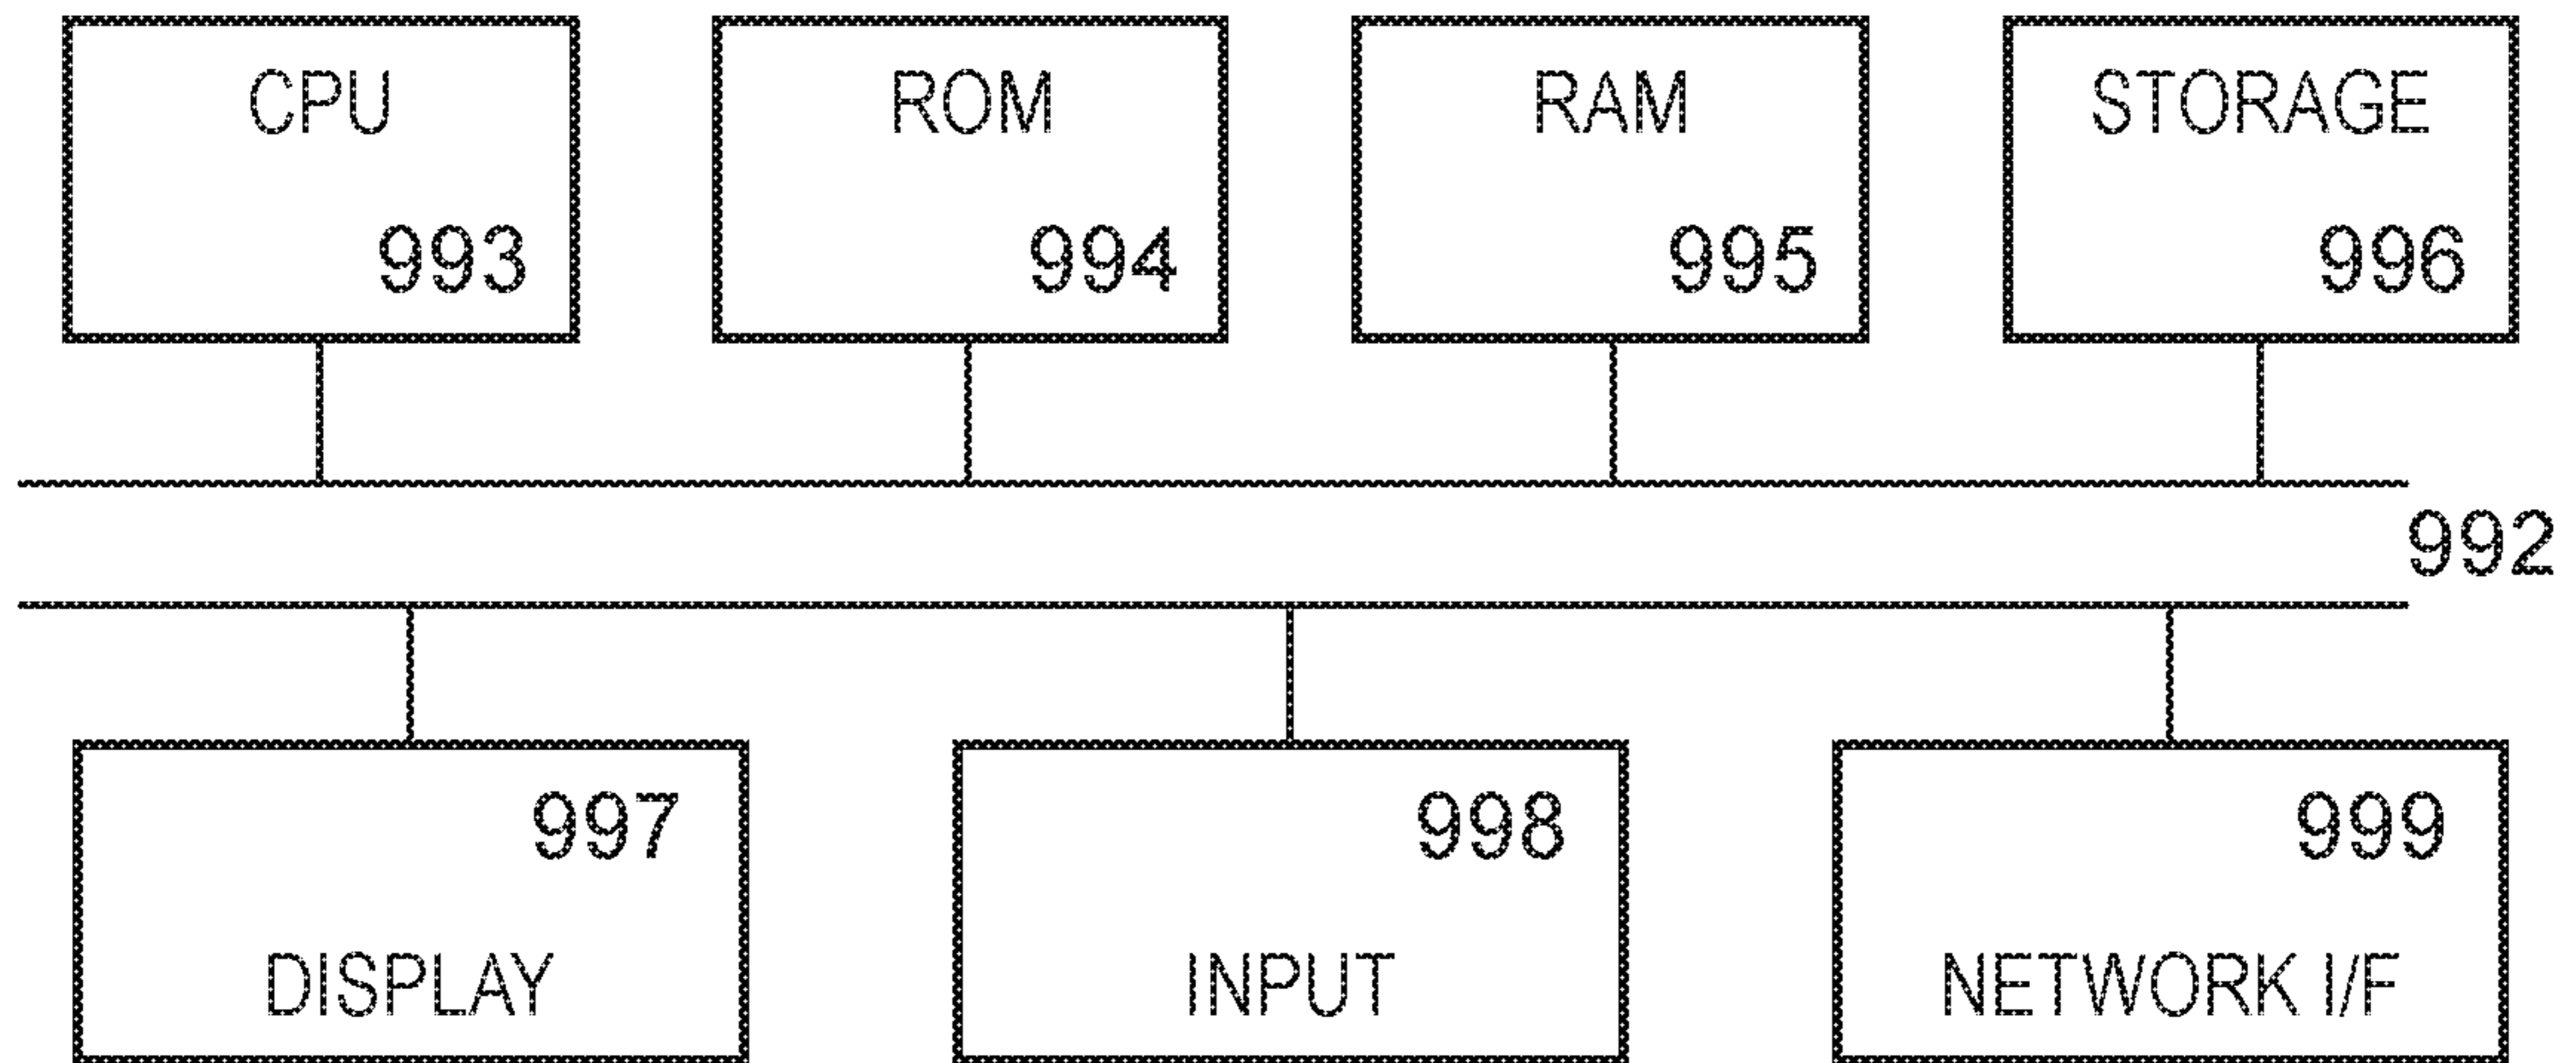 CPU
993
ROM
994
RAM
995
STORAGE
996
992
997
DISPLAY
998
INPUT
999
NETWORK I/F